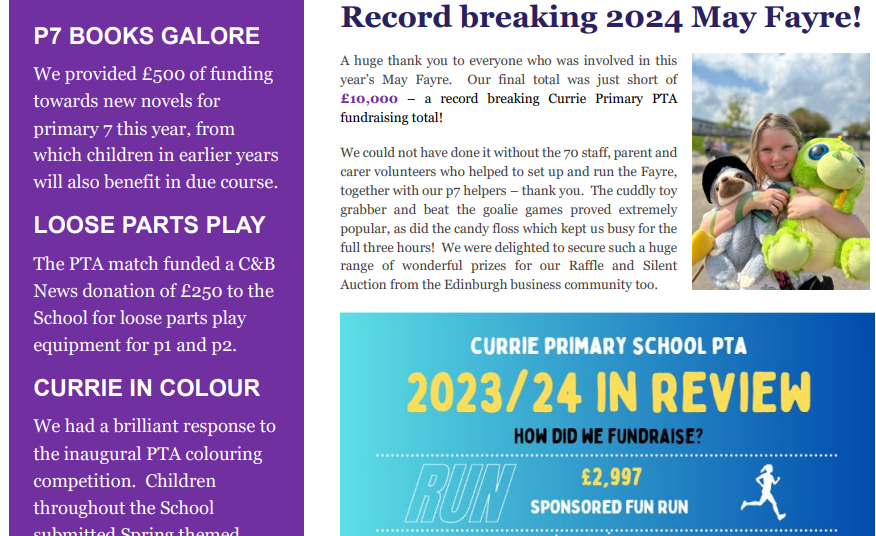 P7 BOOKS GALORE
We provided £500 of funding
towards new novels for
primary 7 this year, from
which children in earlier years
will also benefit in due course.
LOOSE PARTS PLAY
The PTA match funded a C&B
News donation of £250 to the
School for loose parts play
equipment for p1 and p2.
CURRIE IN COLOUR
We had a brilliant response to
the inaugural PTA colouring
competition.  Children
throughout the School
submitted Spring themed
Record breaking 2024 May Fayre!
A huge thank you to everyone who was involved in this
year's May Fayre.  Our final total was just short of
£10,000 – a record breaking Currie Primary PTA
fundraising total!
We could not have done it without the 70 staff, parent and
carer volunteers who helped to set up and run the Fayre,
together with our p7 helpers – thank you.  The cuddly toy
grabber and beat the goalie games proved extremely
popular, as did the candy floss which kept us busy for the
full three hours!  We were delighted to secure such a huge
range of wonderful prizes for our Raffle and Silent
Auction from the Edinburgh business community too.
CURRIE PRIMARY SCHOOL PTA
2023/24 IN REVIEW
HOW DID WE FUNDRAISE?
RUN
£2,997
SPONSORED FUN RUN